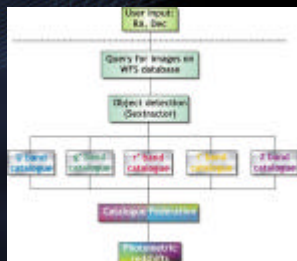 User input:
RA, Dec
Query for images on
WFS database
Object detection
(Sextractor)
u' band g' band r' band i' band z band
catalogue catalogue catalogue catalogue catalogue
Catalogue Federation
Photometric
redshifts